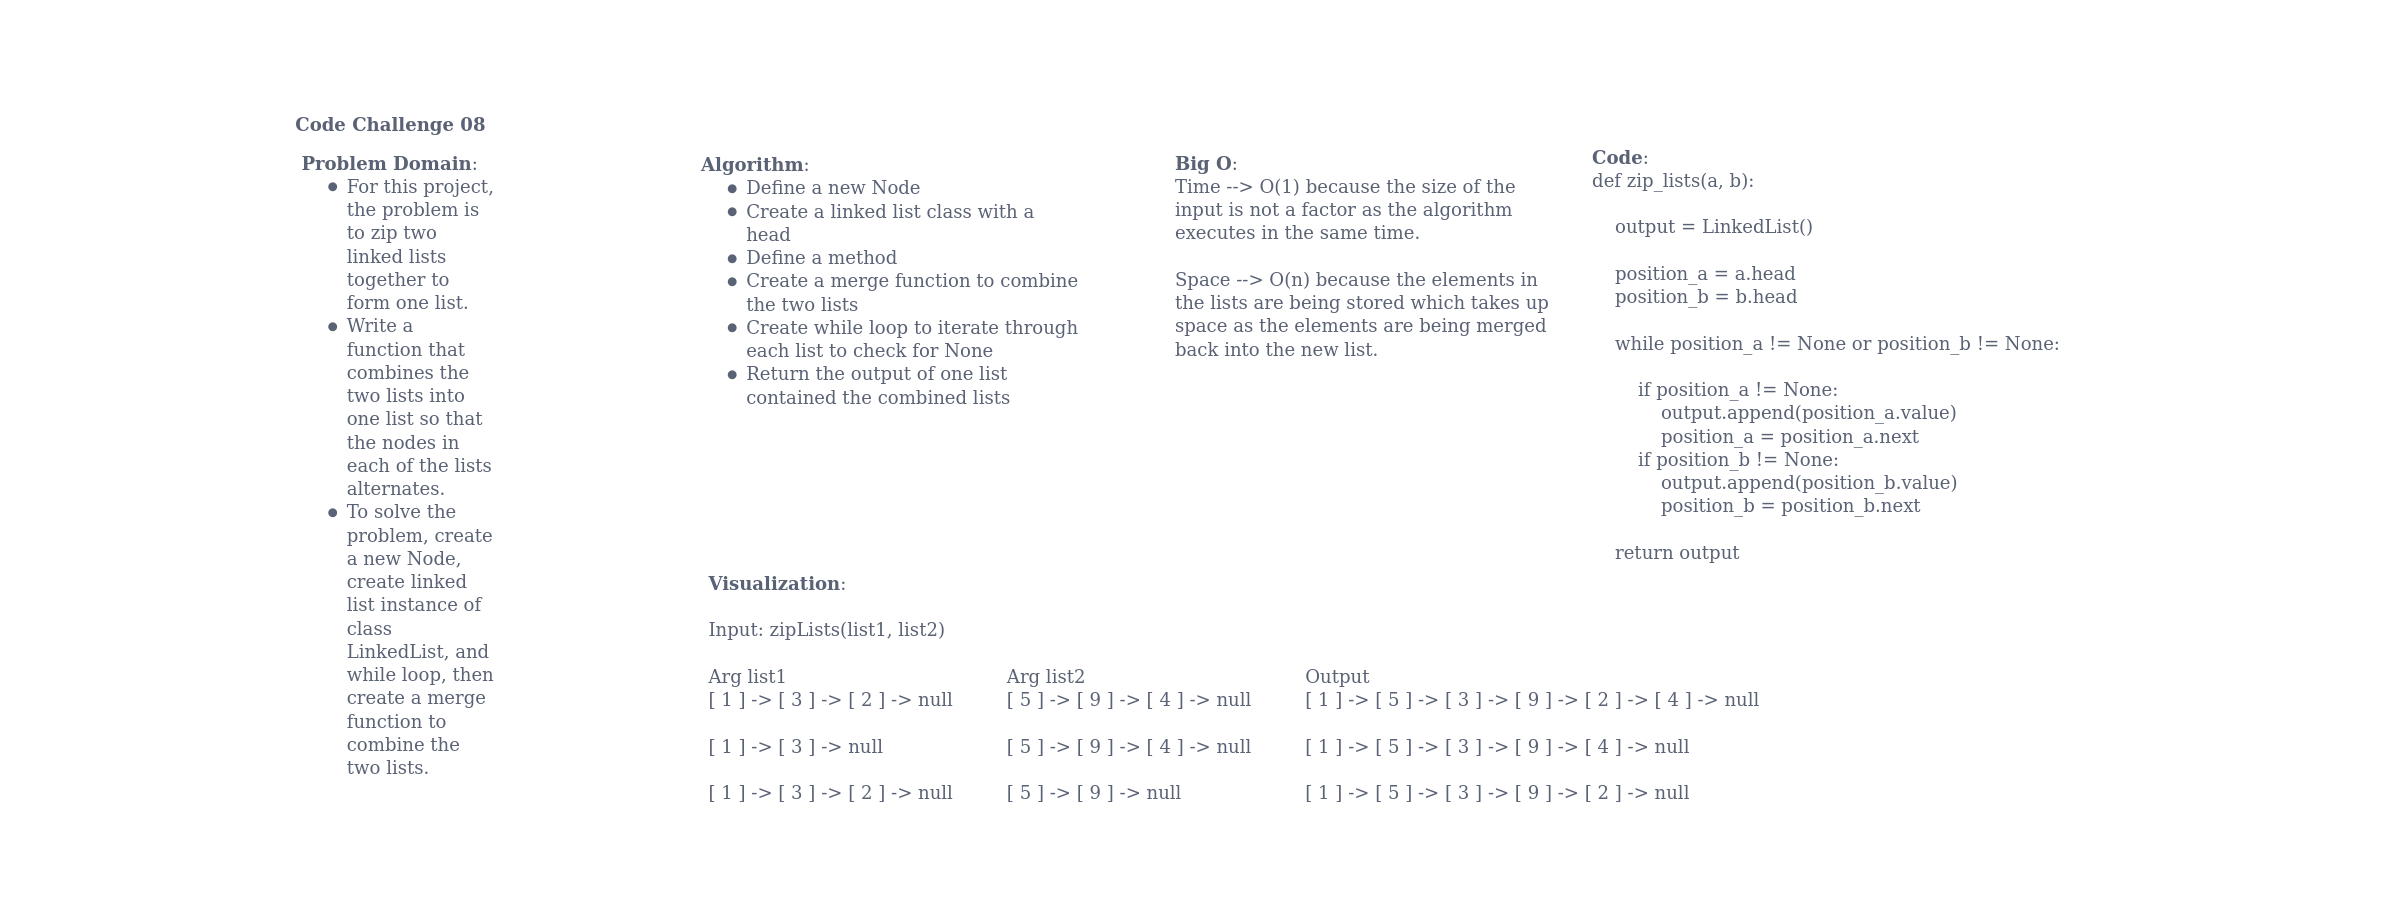 Code Challenge 08
Problem Domain:
● For this project,
the problem is
to zip two
linked lists
together to
form one list.
● Write a
function that
combines the
two lists into
one list so that
the nodes in
each of the lists
alternates.
● To solve the
problem, create
a new Node,
create linked
list instance of
class
LinkedList, and
while loop, then
create a merge
function to
combine the
two lists.
Algorithm:
● Define a new Node
● Create a linked list class with a
head
● Define a method
● Create a merge function to combine
the two lists
● Create while loop to iterate through
each list to check for None
● Return the output of one list
contained the combined lists
Big O:
Time --> O(1) because the size of the
input is not a factor as the algorithm
executes in the same time.
Space --> O(n) because the elements in
the lists are being stored which takes up
space as the elements are being merged
back into the new list.
Code:
def zip_lists(a, b):
    output = LinkedList()
    position_a = a.head
    position_b = b.head
    while position_a != None or position_b != None:
        if position_a != None:
            output.append(position_a.value)
            position_a = position_a.next
        if position_b != None:
            output.append(position_b.value)
            position_b = position_b.next
    return output
Visualization:
Input: zipLists(list1, list2)
Arg list1 Arg list2 Output
[ 1 ] -> [ 3 ] -> [ 2 ] -> null [ 5 ] -> [ 9 ] -> [ 4 ] -> null [ 1 ] -> [ 5 ] -> [ 3 ] -> [ 9 ] -> [ 2 ] -> [ 4 ] -> null
[ 1 ] -> [ 3 ] -> null [ 5 ] -> [ 9 ] -> [ 4 ] -> null [ 1 ] -> [ 5 ] -> [ 3 ] -> [ 9 ] -> [ 4 ] -> null
[ 1 ] -> [ 3 ] -> [ 2 ] -> null [ 5 ] -> [ 9 ] -> null [ 1 ] -> [ 5 ] -> [ 3 ] -> [ 9 ] -> [ 2 ] -> null